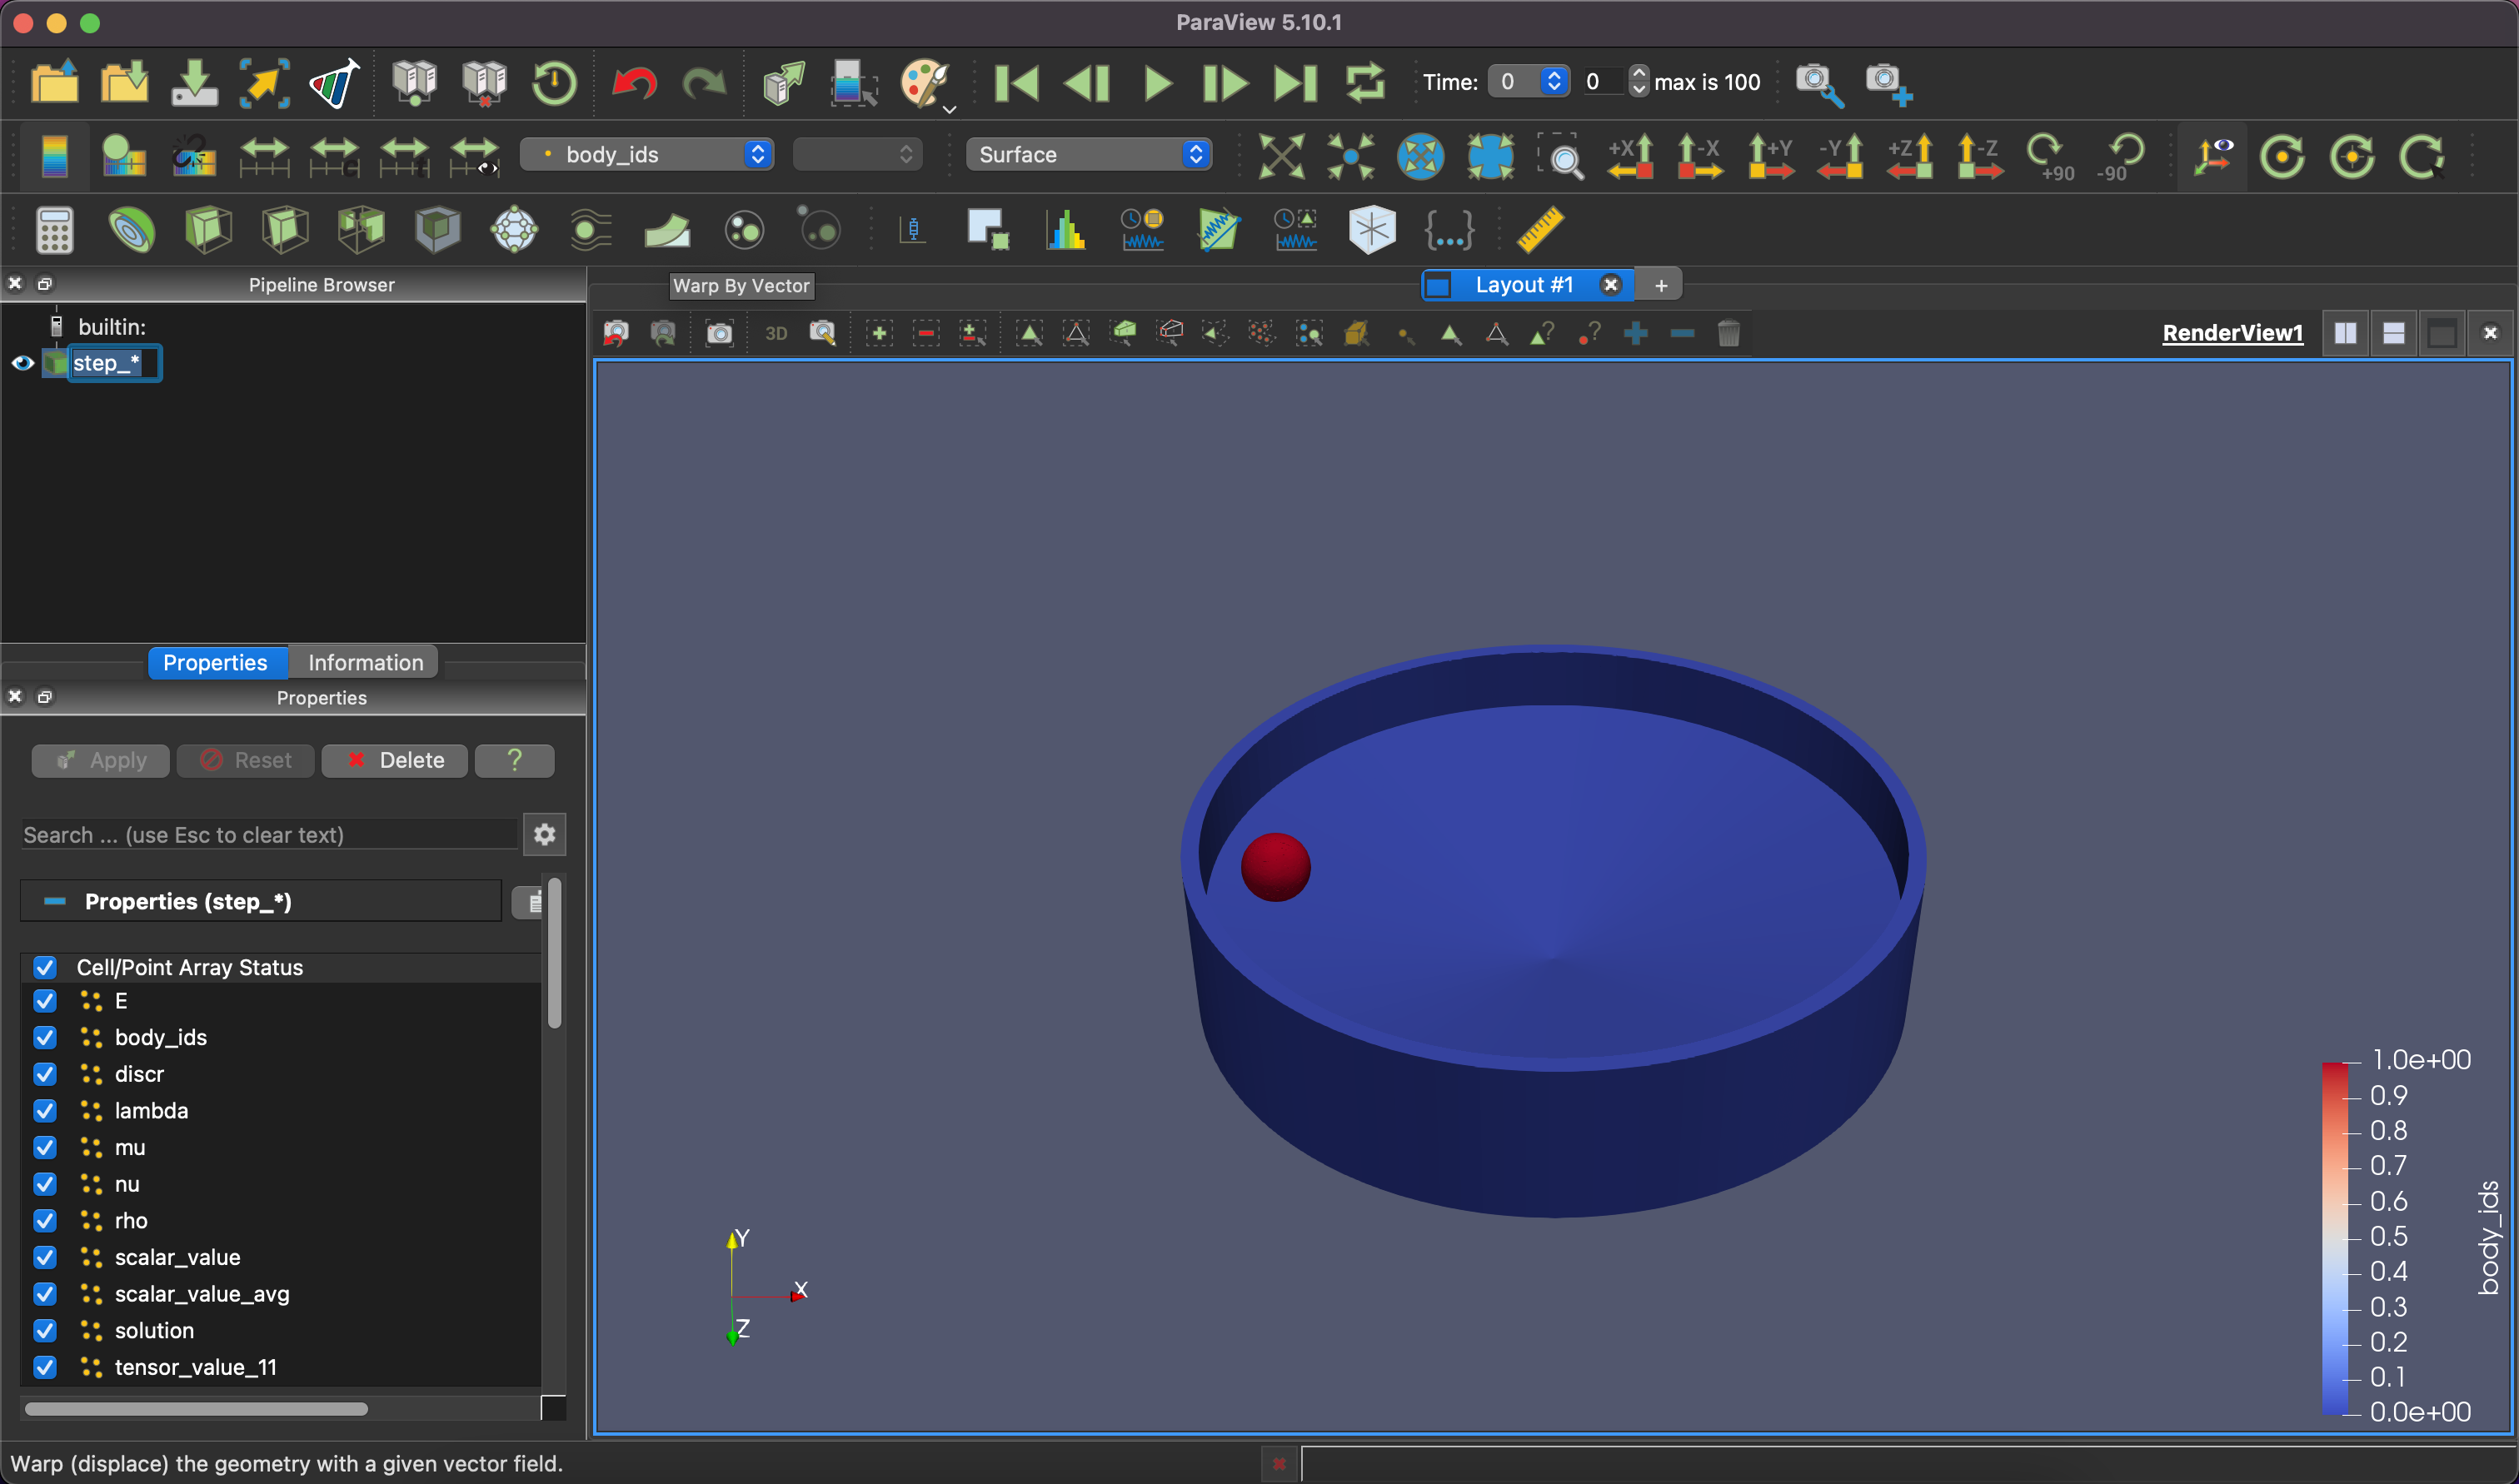 ParaView 5.10.1
Time: 0 0 max is 100
body_ids Surface +X -X +Y -Y +Z -Z +90 -90
Pipeline Browser Warp By Vector Layout #1 +
builtin: 3D RenderView1
step_*
Properties Information
Properties
Apply Reset Delete ?
Search ... (use Esc to clear text)
Properties (step_*)
Cell/Point Array Status
E
body_ids
discr
lambda
mu
nu
rho
scalar_value
scalar_value_avg
solution
tensor_value_11
Y
X
Z
1.0e+00
0.9
0.8
0.7
0.6
0.5
0.4
0.3
0.2
0.1
0.0e+00
body_ids
Warp (displace) the geometry with a given vector field.